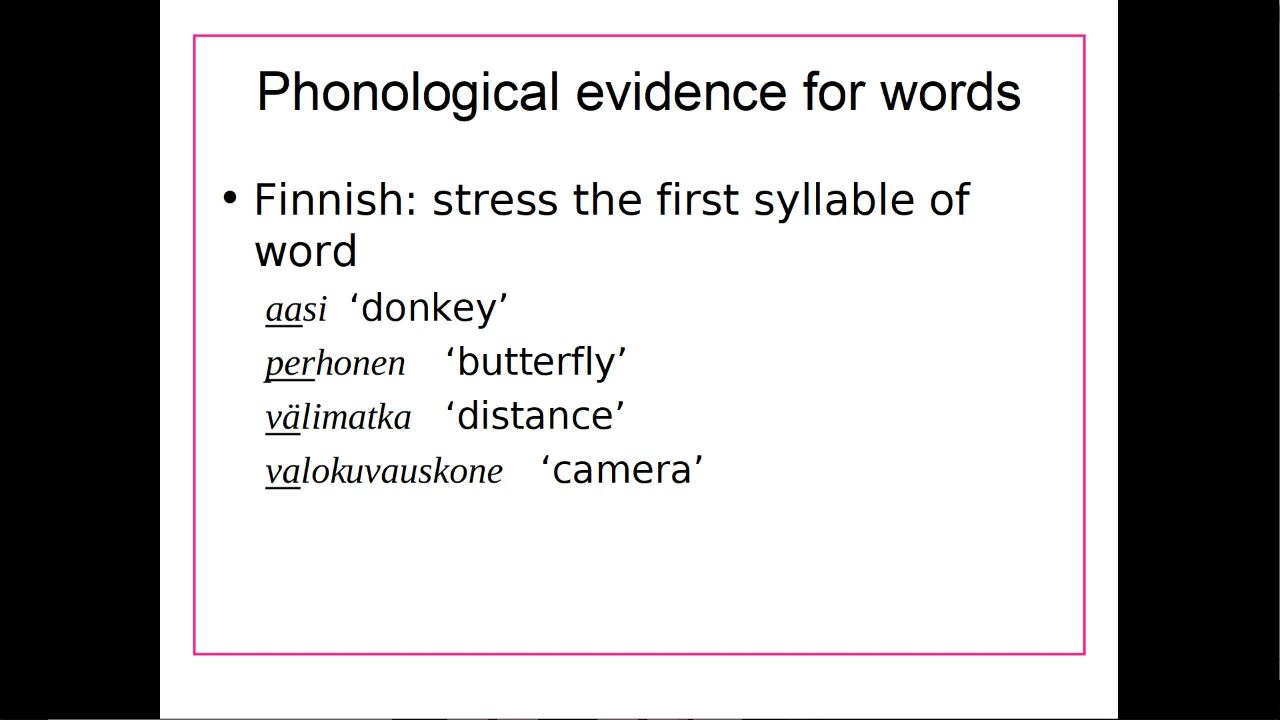 Phonological evidence for words
• Finnish: stress the first syllable of
word
aasi ‘donkey’
perhonen ‘butterfly’
välimatka ‘distance’
valokuvauskone ‘camera’